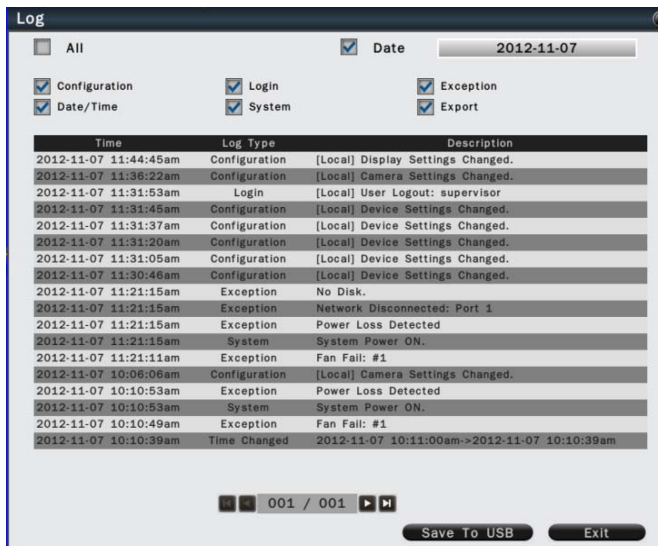 Log
All
Date 2012-11-07
Configuration Login Exception
Date/Time System Export
Time Log Type Description
2012-11-07 11:44:45am Configuration [Local] Display Settings Changed.
2012-11-07 11:36:22am Configuration [Local] Camera Settings Changed.
2012-11-07 11:31:53am Login [Local] User Logout: supervisor
2012-11-07 11:31:45am Configuration [Local] Device Settings Changed.
2012-11-07 11:31:37am Configuration [Local] Device Settings Changed.
2012-11-07 11:31:20am Configuration [Local] Device Settings Changed.
2012-11-07 11:31:05am Configuration [Local] Device Settings Changed.
2012-11-07 11:30:46am Configuration [Local] Device Settings Changed.
2012-11-07 11:21:15am Exception No Disk.
2012-11-07 11:21:15am Exception Network Disconnected: Port 1
2012-11-07 11:21:15am Exception Power Loss Detected
2012-11-07 11:21:15am System System Power ON.
2012-11-07 11:21:11am Exception Fan Fail: #1
2012-11-07 10:06:06am Configuration [Local] Camera Settings Changed.
2012-11-07 10:10:53am Exception Power Loss Detected
2012-11-07 10:10:53am System System Power ON.
2012-11-07 10:10:49am Exception Fan Fail: #1
2012-11-07 10:10:39am Time Changed 2012-11-07 10:11:00am->2012-11-07 10:10:39am
001 / 001
Save To USB Exit